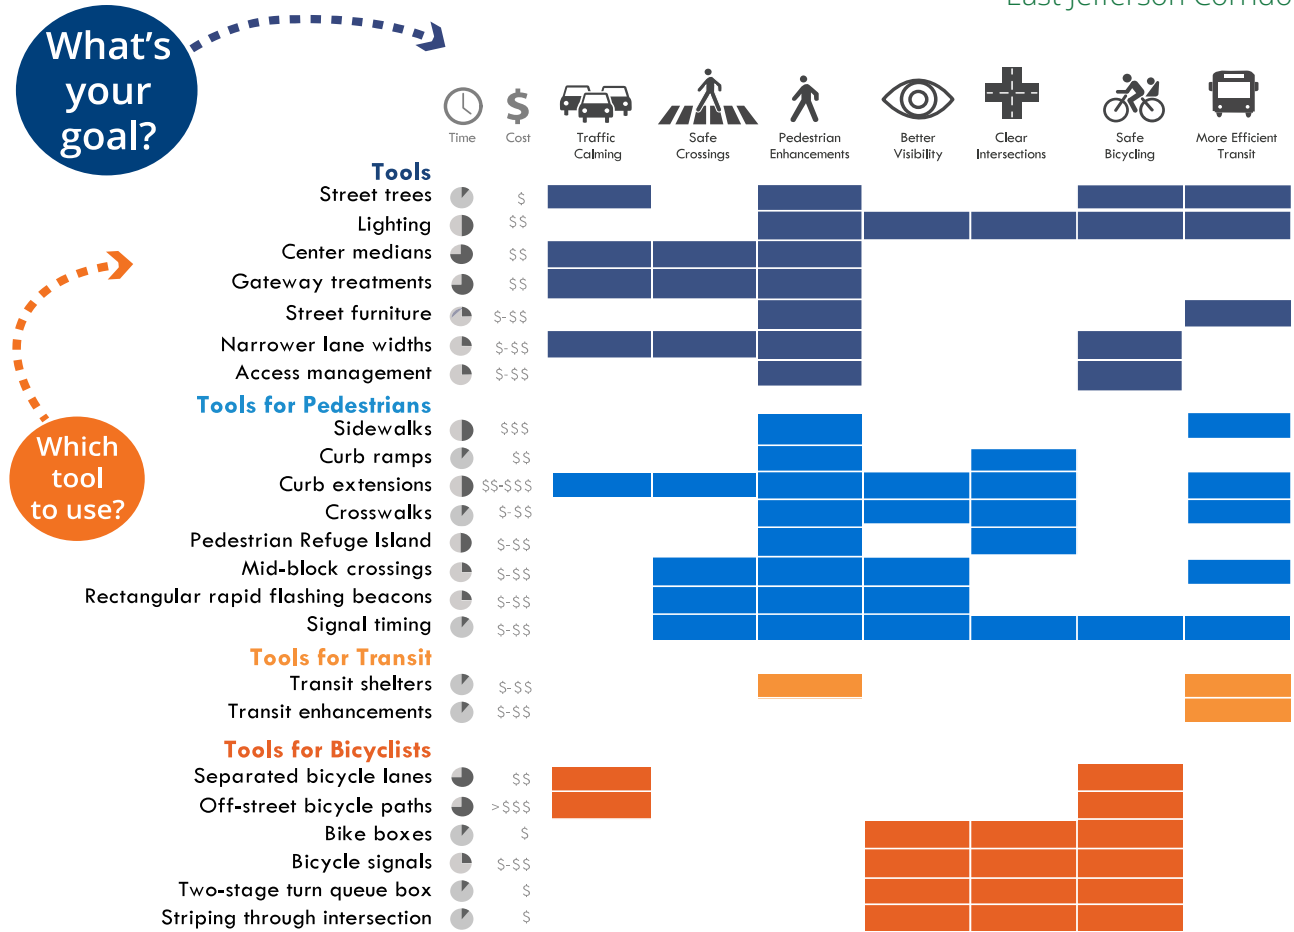 East Jefferson Corrido
What's
your
goal?
Time
$
Cost
Traffic
Calming
Safe
Crossings
Pedestrian
Enhancements
Better
Visibility
Clear
Intersections
Safe
Bicycling
More Efficient
Transit
Tools
Street trees $
Lighting $$
Center medians $$
Gateway treatments $$
Street furniture $-$$
Narrower lane widths $-$$
Access management $-$$
Which
tool
to use?
Tools for Pedestrians
Sidewalks $$$
Curb ramps $$
Curb extensions $$-$$$
Crosswalks $-$$
Pedestrian Refuge Island $-$$
Mid-block crossings $-$$
Rectangular rapid flashing beacons $-$$
Signal timing $-$$
Tools for Transit
Transit shelters $-$$
Transit enhancements $-$$
Tools for Bicyclists
Separated bicycle lanes $$
Off-street bicycle paths >$$$
Bike boxes $
Bicycle signals $-$$
Two-stage turn queue box $
Striping through intersection $